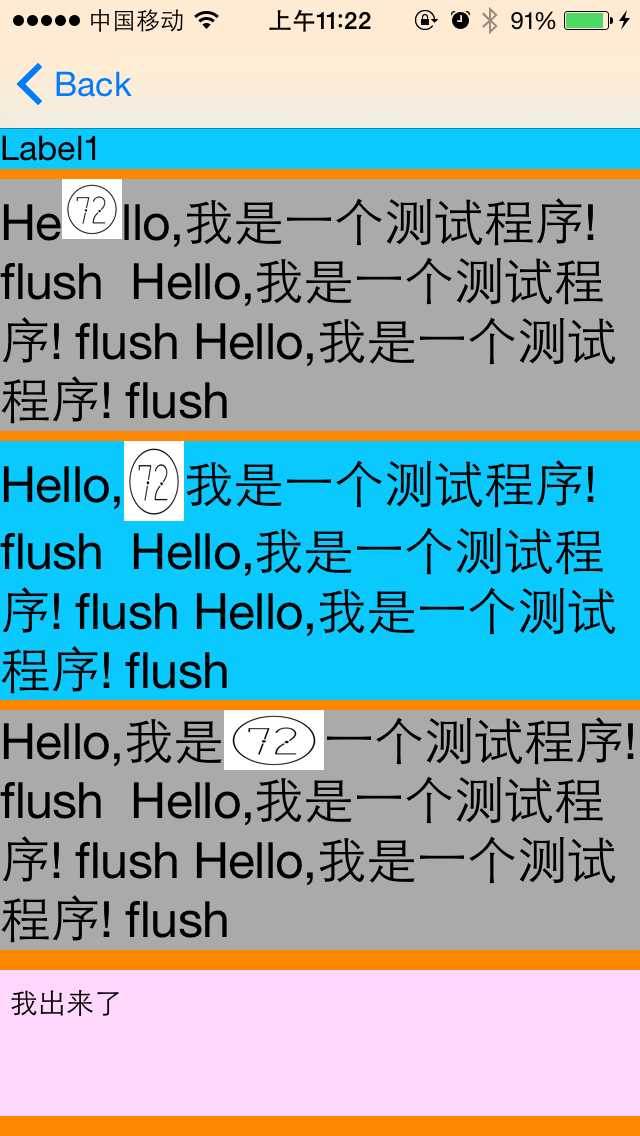 中国移动 上午11:22 91%
Back
Label1
He72llo,我是一个测试程序!
flush  Hello,我是一个测试程
序! flush Hello,我是一个测试
程序! flush
Hello,72我是一个测试程序!
flush  Hello,我是一个测试程
序! flush Hello,我是一个测试
程序! flush
Hello,我是72一个测试程序!
flush  Hello,我是一个测试程
序! flush Hello,我是一个测试
程序! flush
我出来了